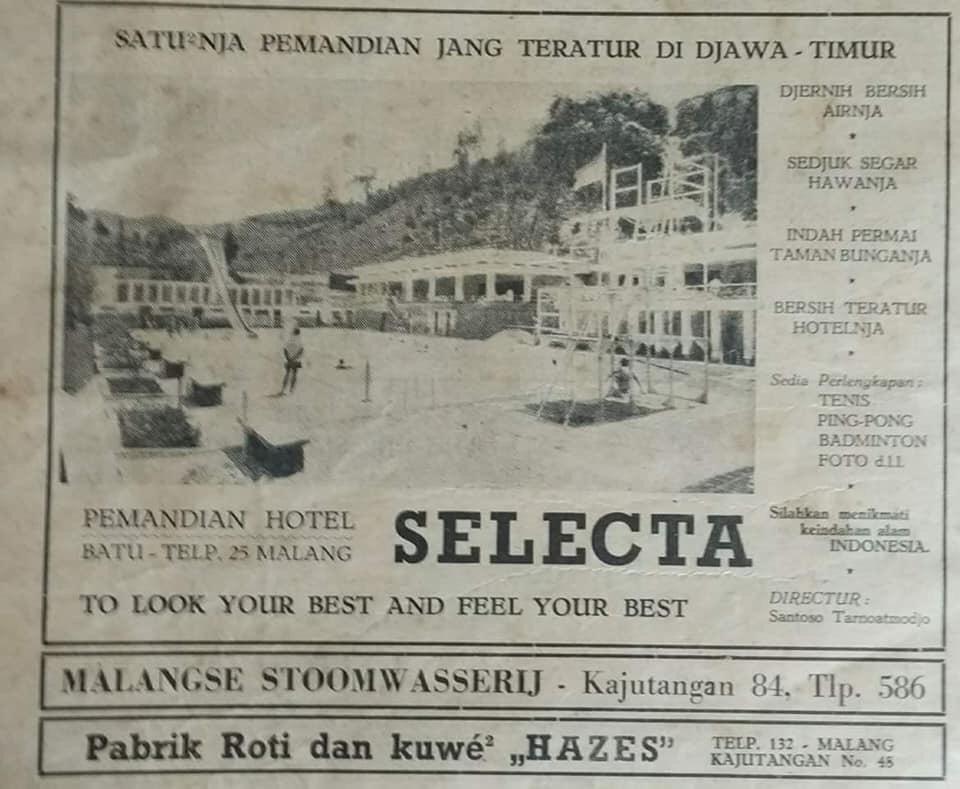 SATU²NJA PEMANDIAN JANG TERATUR DI DJAWA - TIMUR
DJERNIH BERSIH
AIRNJA
*
SEDJUK SEGAR
HAWANJA
*
INDAH PERMAI
TAMAN BUNGANJA
*
BERSIH TERATUR
HOTELNJA
*
Sedia Perlengkapan :
TENIS
PING-PONG
BADMINTON
FOTO d.l.l.
*
Silahkan menikmati
keindahan alam
INDONESIA.
*
DIRECTUR :
Santoso Tarnoatmodjo
PEMANDIAN HOTEL
BATU - TELP. 25 MALANG
SELECTA
TO LOOK YOUR BEST AND FEEL YOUR BEST
MALANGSE STOOMWASSERIJ - Kajutangan 84, Tlp. 586
Pabrik Roti dan kuwé² „HAZES”
TELP. 132 - MALANG
KAJUTANGAN No. 45